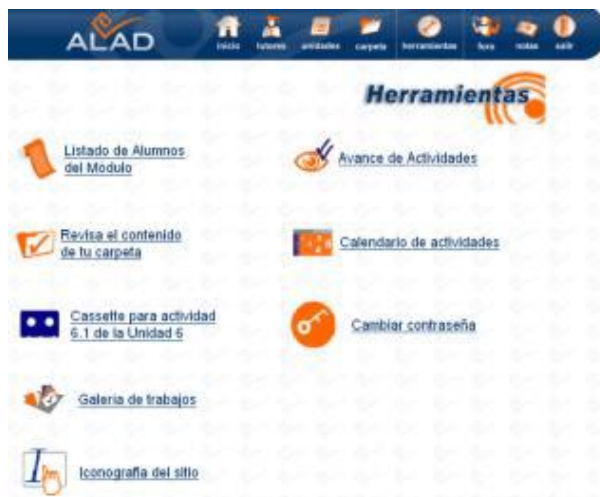 ALAD
inicio
tutores
unidades
carpeta
herramientas
foro
notas
salir
Herramientas
Listado de Alumnos
del Módulo
Avance de Actividades
Revisa el contenido
de tu carpeta
Calendario de actividades
Cassette para actividad
6.1 de la Unidad 6
Cambiar contraseña
Galería de trabajos
Iconografía del sitio